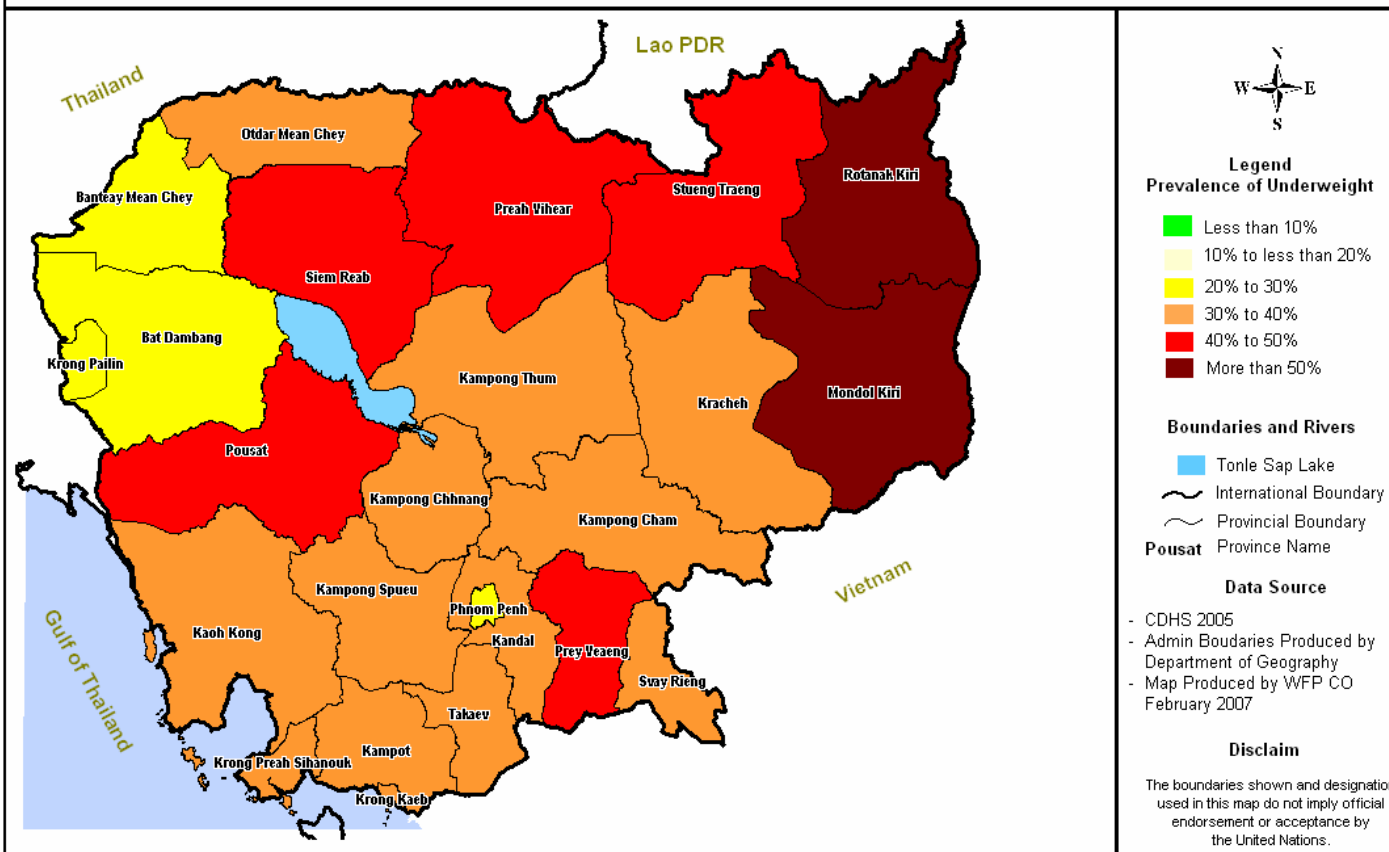 Lao PDR
Thailand
Otdar Mean Chey
Banteay Mean Chey
Preah Vihear
Stueng Traeng
Rotanak Kiri
Siem Reab
Bat Dambang
Krong Pailin
Kampong Thum
Kracheh
Mondol Kiri
Pousat
Kampong Chhnang
Kampong Cham
Kampong Spueu
Phnom Penh
Kandal
Kaoh Kong
Prey Veaeng
Svay Rieng
Takaev
Kampot
Krong Preah Sihanouk
Krong Kaeb
Vietnam
Gulf of Thailand
N
W E
S
Legend
Prevalence of Underweight
Less than 10%
10% to less than 20%
20% to 30%
30% to 40%
40% to 50%
More than 50%
Boundaries and Rivers
Tonle Sap Lake
International Boundary
Provincial Boundary
Pousat Province Name
Data Source
- CDHS 2005
- Admin Boudaries Produced by
Department of Geography
- Map Produced by WFP CO
February 2007
Disclaim
The boundaries shown and designation
used in this map do not imply official
endorsement or acceptance by
the United Nations.